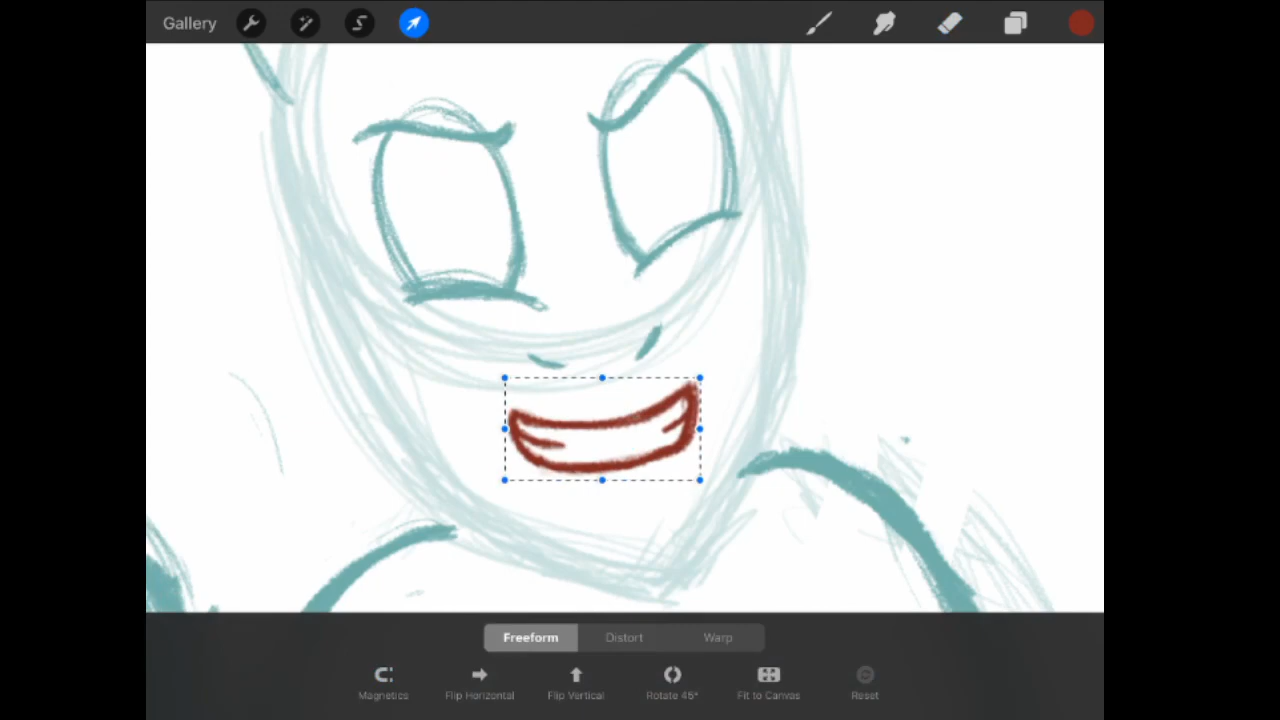 Gallery
Freeform Distort Warp
Magnetics Flip Horizontal Flip Vertical Rotate 45° Fit to Canvas Reset